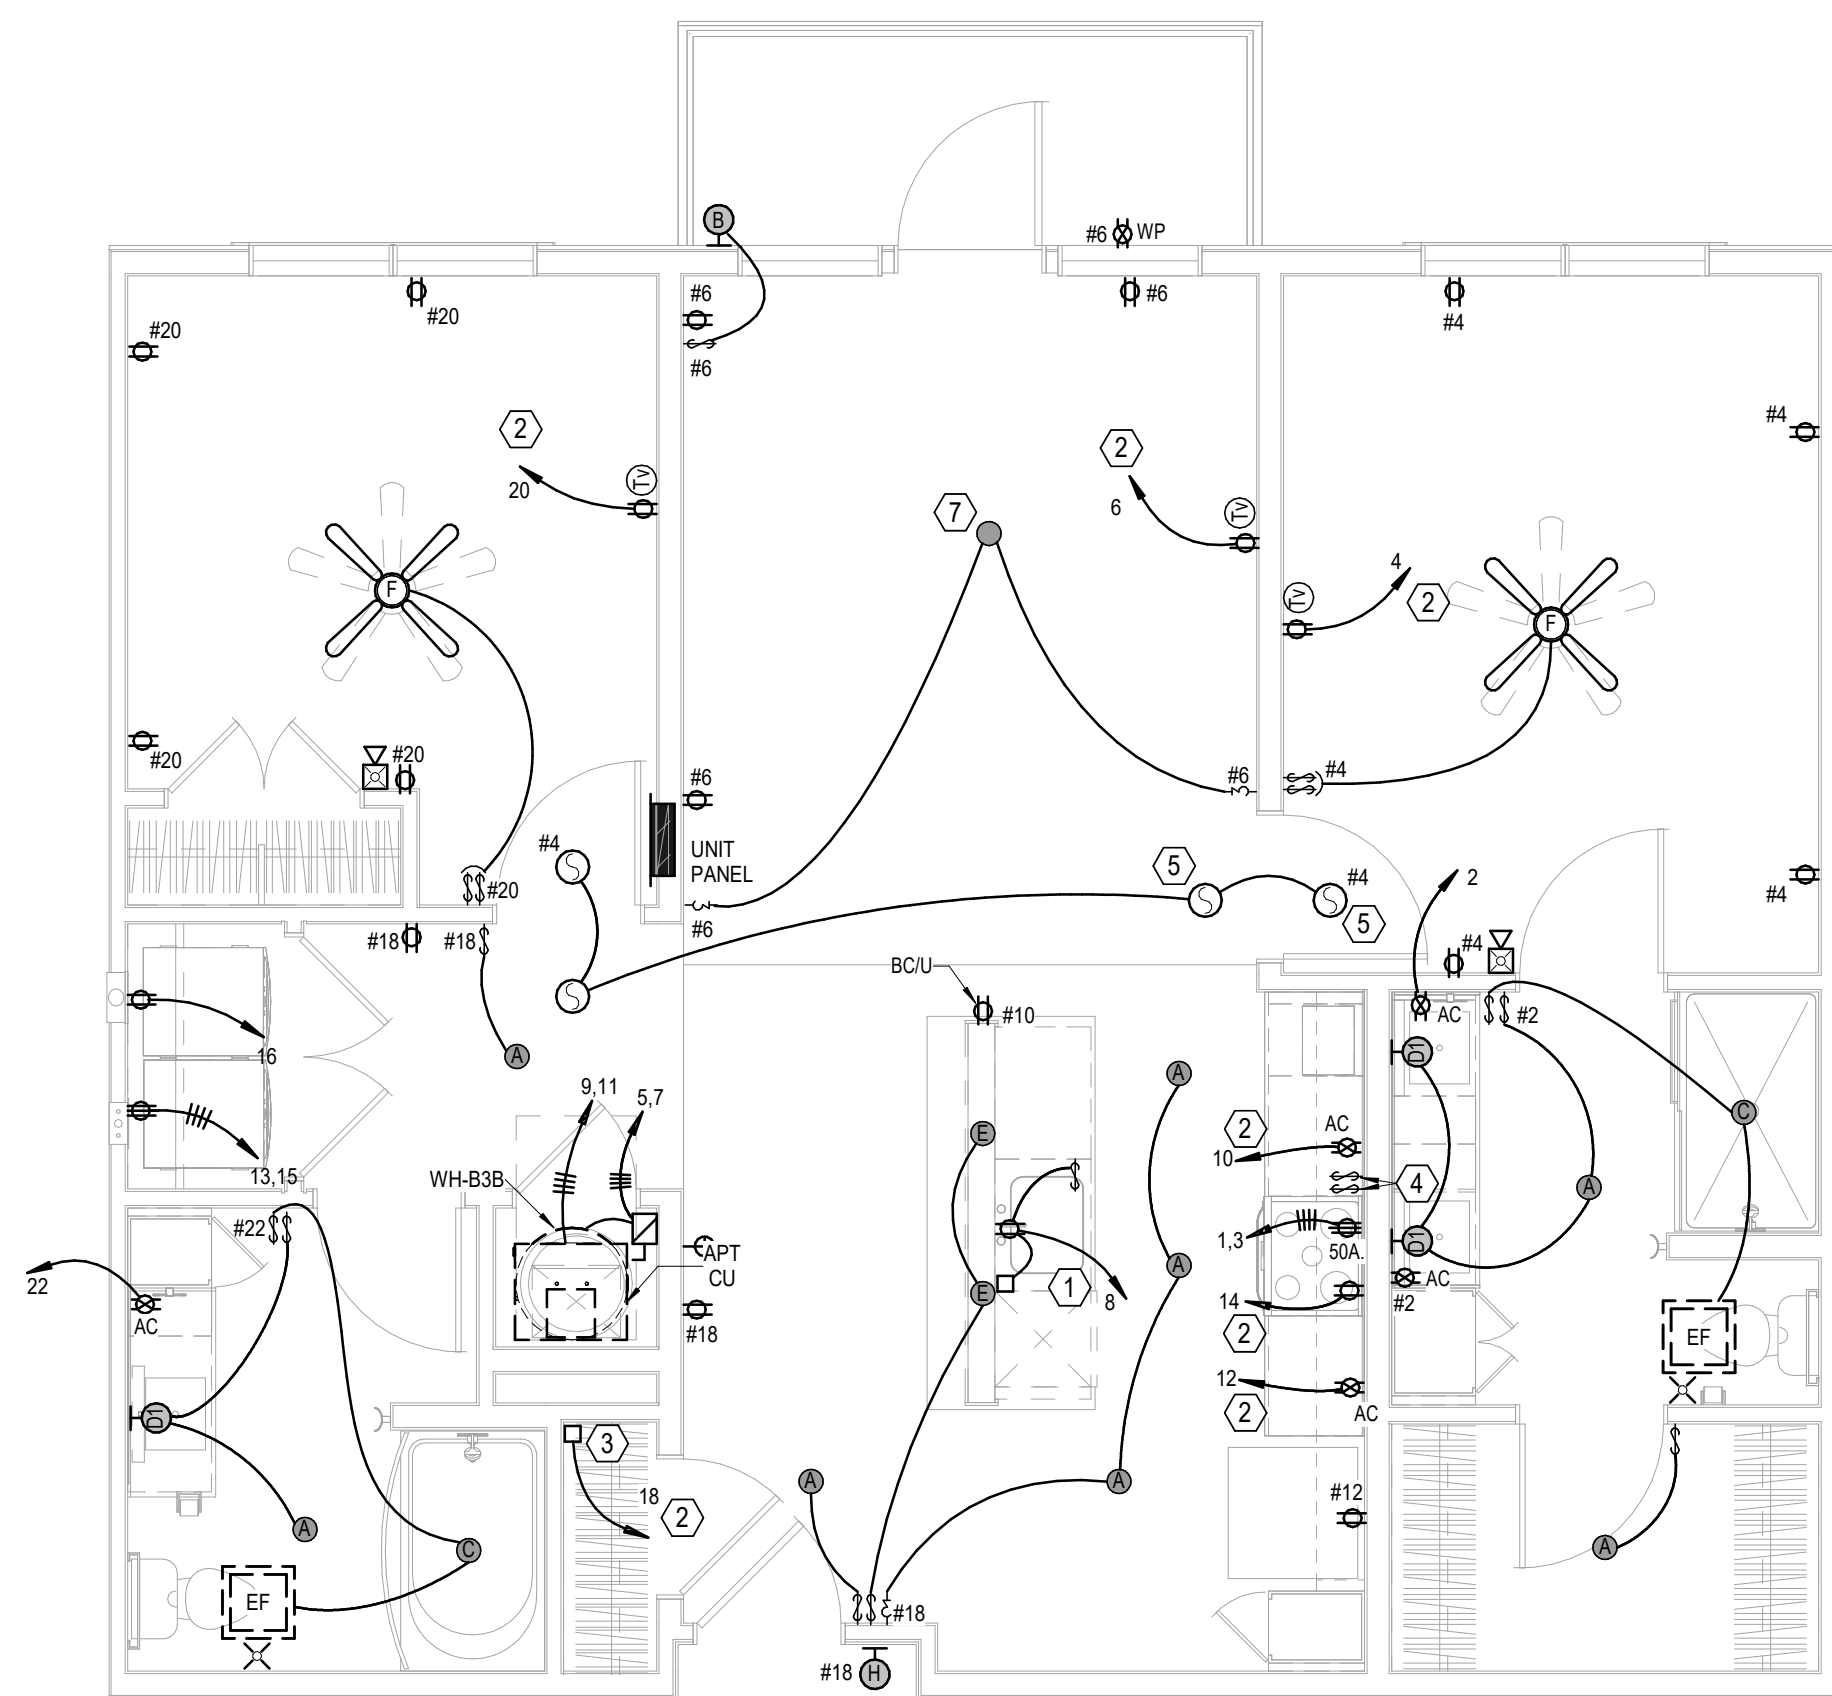 B
#6 WP
#6
#6
#20
#4
#20
#6
#4
2
2
TV
20
7
6
TV
4
TV
2
F
F
#20
#20
#6
#6
#4
#4
UNIT
PANEL
5
#4
2
#20
#4
5
#6
#18
#18
BC/U
#4
#10
AC
#2
16
D1
A
9,11
5,7
A
C
2
AC
E
10
13,15
WH-B3B
4
A
#22
1,3
50A.
D1
APT
CU
22
A
AC
1
8
E
14
#2
AC
#18
2
EF
12
D1
2
AC
3
18
A
A
#12
2
A
C
A
EF
#18
#18 H